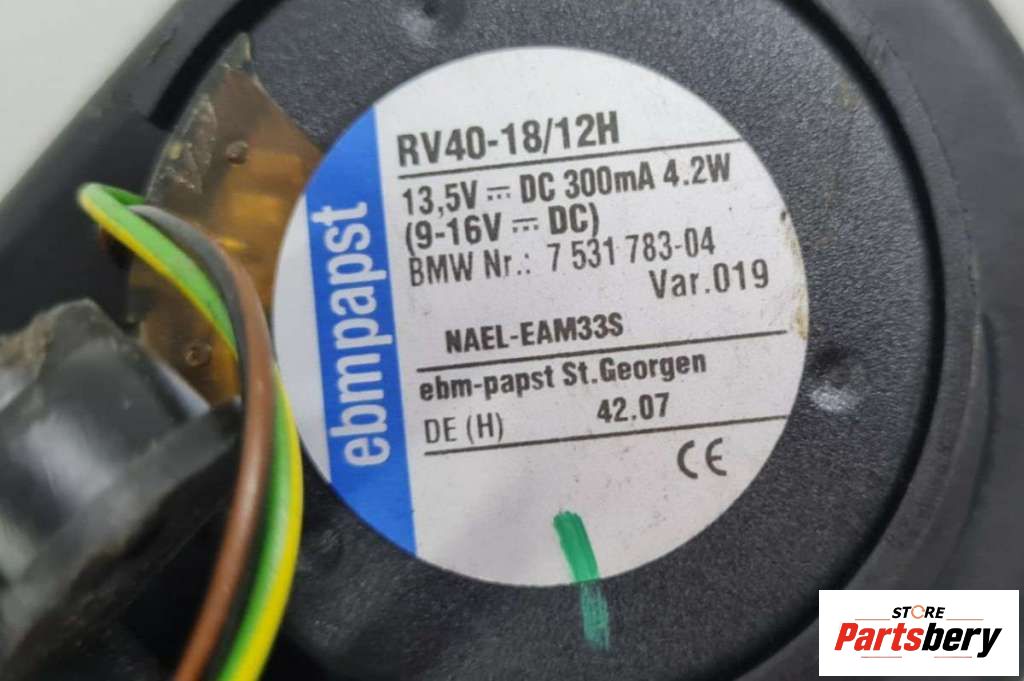 RV40-18/12H
13,5V ⎓ DC 300mA 4.2W
(9-16V ⎓ DC)
BMW Nr.: 7 531 783-04
Var.019
NAEL-EAM33S
ebm-papst St.Georgen
DE (H) 42.07
CE
ebmpapst
STORE
Partsbery